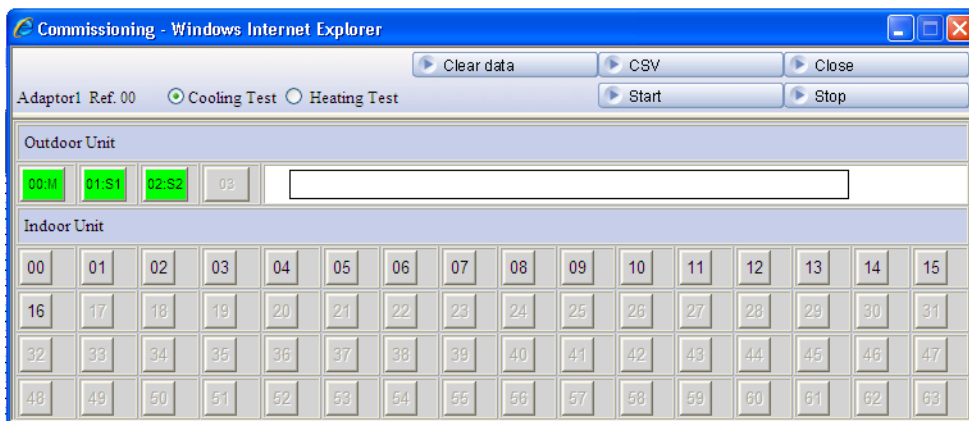 Commissioning - Windows Internet Explorer
Clear data CSV Close
Adaptor1 Ref. 00 Cooling Test Heating Test Start Stop
Outdoor Unit
00:M 01:S1 02:S2 03
Indoor Unit
00 01 02 03 04 05 06 07 08 09 10 11 12 13 14 15
16 17 18 19 20 21 22 23 24 25 26 27 28 29 30 31
32 33 34 35 36 37 38 39 40 41 42 43 44 45 46 47
48 49 50 51 52 53 54 55 56 57 58 59 60 61 62 63